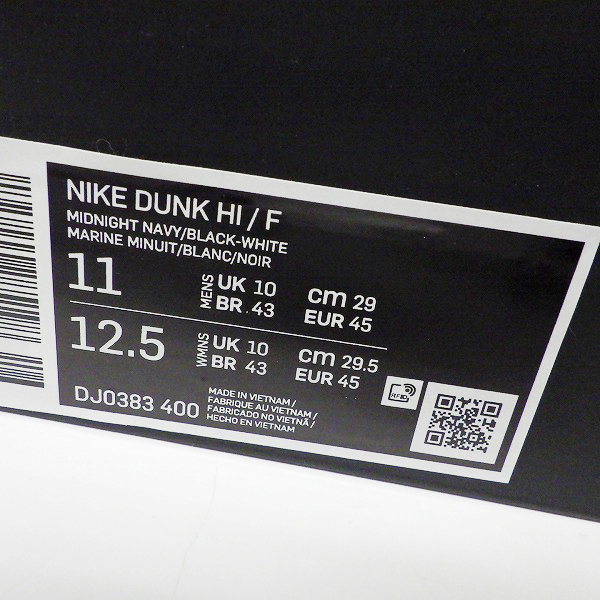 NIKE DUNK HI / F
MIDNIGHT NAVY/BLACK-WHITE
MARINE MINUIT/BLANC/NOIR
11 MENS UK 10 cm 29
BR . 43 EUR 45
12.5 WMNS UK 10 cm 29.5
BR 43 EUR 45
DJ0383 400
MADE IN VIETNAM/
FABRIQUE AU VIETNAM/
FABRICADO NO VIETNÃ/
HECHO EN VIETNAM
RFID